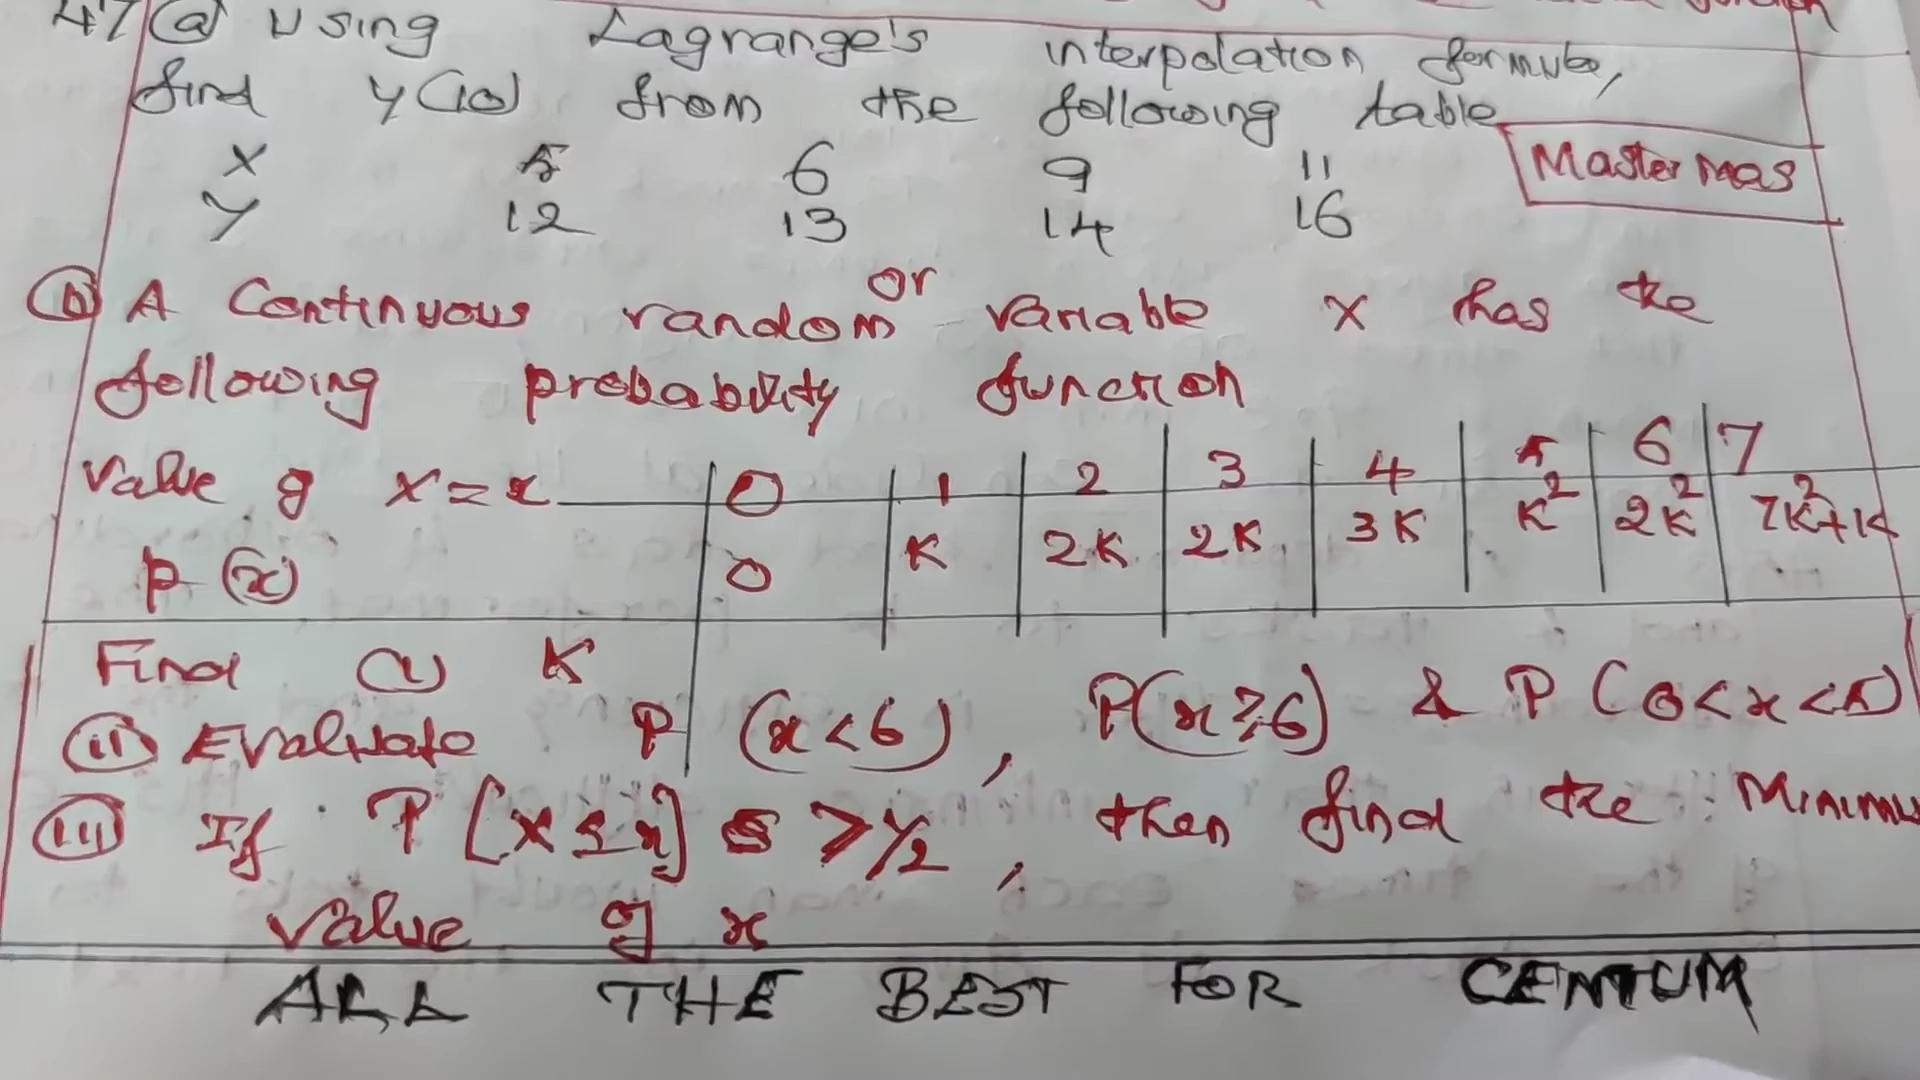 47 (a) Using Lagrange's interpolation formula,
find y(10) from the following table
X 5 6 9 11
Y 12 13 14 16
Master mas
or
(b) A Continuous random variable X has the
following probability function
Value of X = x 0 1 2 3 4 5 6 7
P(x) 0 K 2K 2K 3K K² 2K² 7K²+K
Find (i) K
(ii) Evaluate P(x<6), P(x≥6) & P(0<x<5)
(iii) If P[X≤x] > 1/2, then find the Minimu
value of x
ALL THE BEST FOR CENTUM